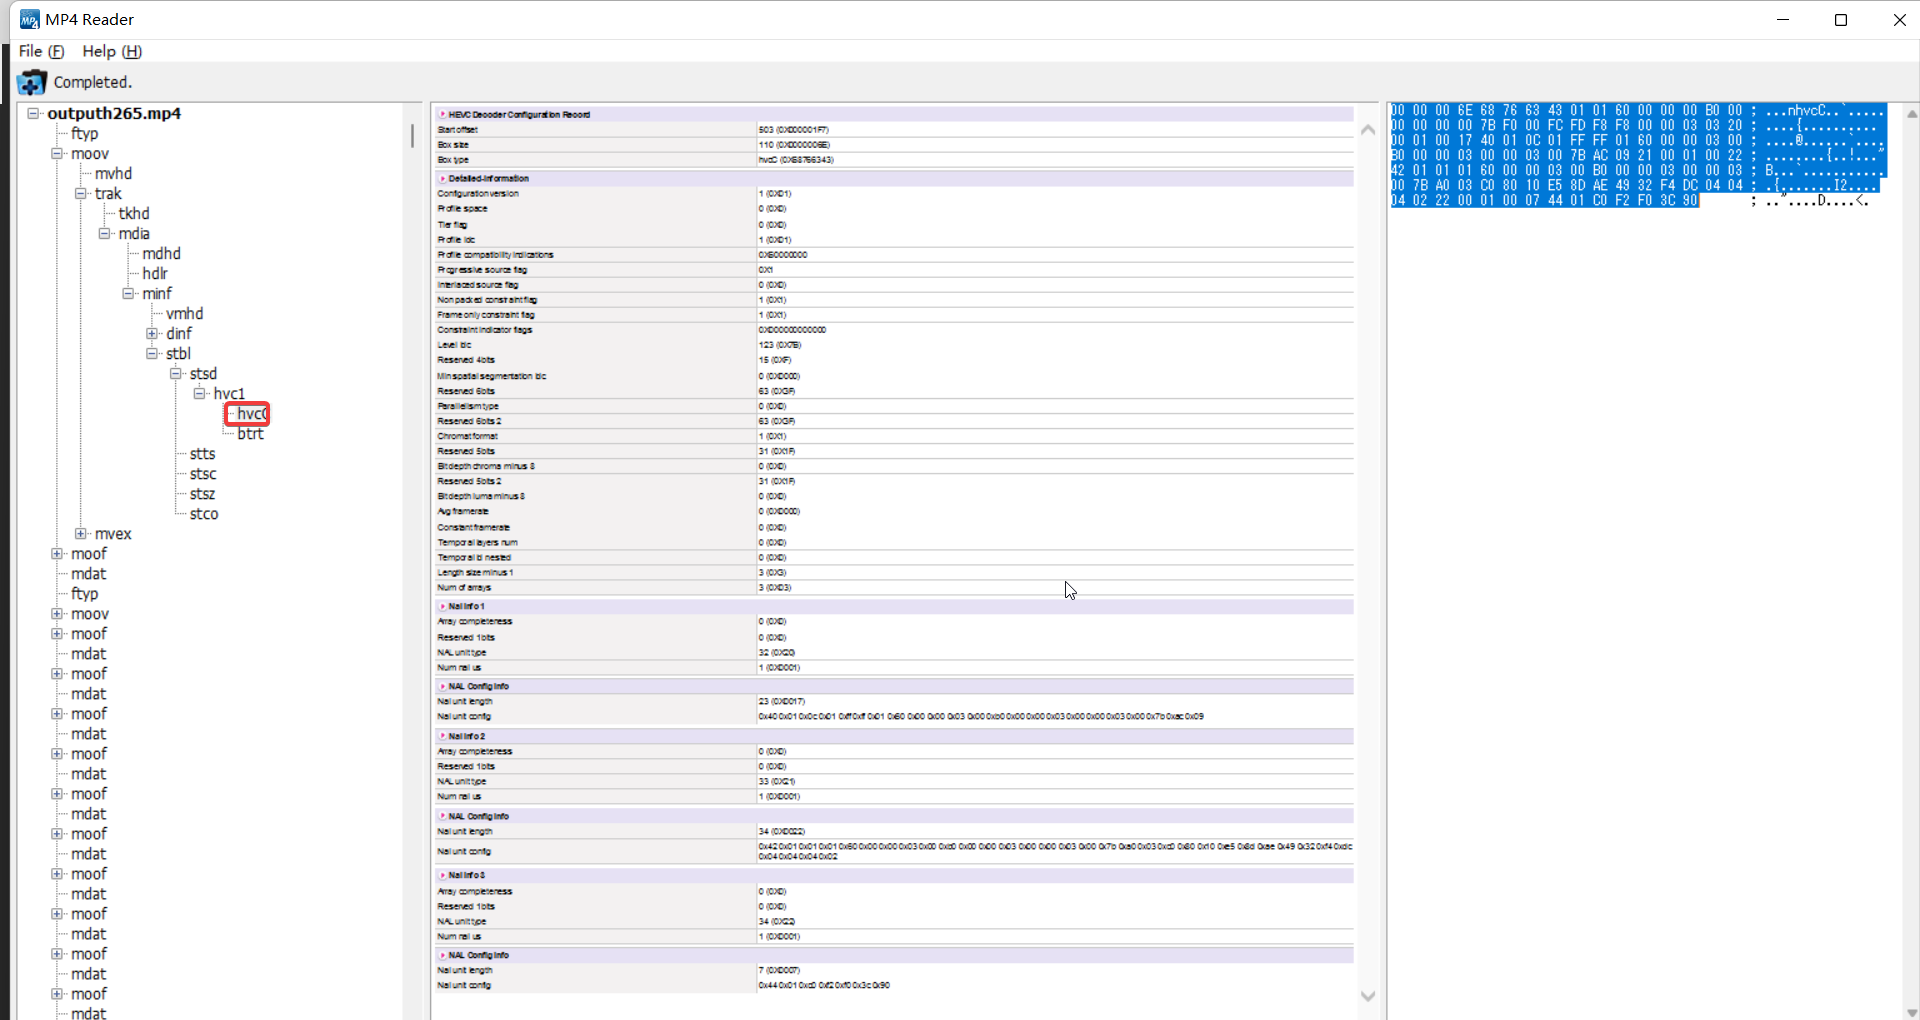 MP4 Reader
File (F) Help (H)
Completed.
outputh265.mp4
ftyp
moov
mvhd
trak
tkhd
mdia
mdhd
hdlr
minf
vmhd
dinf
stbl
stsd
hvc1
hvcC
btrt
stts
stsc
stsz
stco
mvex
moof
mdat
ftyp
moov
moof
mdat
moof
mdat
moof
mdat
moof
mdat
moof
mdat
moof
mdat
moof
mdat
moof
mdat
moof
mdat
moof
mdat
HEVC Decoder Configuration Record
Start offset 503 (0X000001F7)
Box size 110 (0X0000006E)
Box type hvcC (0X68766343)
Detailed-Information
Configuration version 1 (0X01)
Profile space 0 (0X0)
Tier flag 0 (0X0)
Profile idc 1 (0X01)
Profile compatibility indications 0X60000000
Progressive source flag 0X1
Interlaced source flag 0 (0X0)
Non packed constraint flag 1 (0X1)
Frame only constraint flag 1 (0X1)
Constraint indicator flags 0X000000000000
Level idc 123 (0X7B)
Reserved 4bits 15 (0XF)
Min spatial segmentation idc 0 (0X0000)
Reserved 6bits 63 (0X3F)
Parallelism type 0 (0X0)
Reserved 6bits 2 63 (0X3F)
Chromat format 1 (0X1)
Reserved 5bits 31 (0X1F)
Bit depth chroma minus 8 0 (0X0)
Reserved 5bits 2 31 (0X1F)
Bit depth luma minus 8 0 (0X0)
Avg framerate 0 (0X0000)
Constant framerate 0 (0X0)
Temporal layers num 0 (0X0)
Temporal id nested 0 (0X0)
Length size minus 1 3 (0X3)
Num of arrays 3 (0X03)
Nal Info 1
Array completeness 0 (0X0)
Reserved 1bits 0 (0X0)
NAL unit type 32 (0X20)
Num nal us 1 (0X0001)
NAL Config Info
Nal unit length 23 (0X0017)
Nal unit config 0x40 0x01 0x0c 0x01 0xff 0xff 0x01 0x60 0x00 0x00 0x03 0x00 0xb0 0x00 0x00 0x03 0x00 0x00 0x03 0x00 0x7b 0xac 0x09
Nal Info 2
Array completeness 0 (0X0)
Reserved 1bits 0 (0X0)
NAL unit type 33 (0X21)
Num nal us 1 (0X0001)
NAL Config Info
Nal unit length 34 (0X0022)
Nal unit config 0x42 0x01 0x01 0x01 0x60 0x00 0x00 0x03 0x00 0xb0 0x00 0x00 0x03 0x00 0x00 0x03 0x00 0x7b 0xa0 0x03 0xc0 0x80 0x10 0xe5 0x8d 0xae 0x49 0x32 0xf4 0xdc
0x04 0x04 0x04 0x02
Nal Info 3
Array completeness 0 (0X0)
Reserved 1bits 0 (0X0)
NAL unit type 34 (0X22)
Num nal us 1 (0X0001)
NAL Config Info
Nal unit length 7 (0X0007)
Nal unit config 0x44 0x01 0xc0 0xf2 0xf0 0x3c 0x90
00 00 00 6E 68 76 63 43 01 01 60 00 00 00 B0 00 ; ...nhvcC..`.....
00 00 00 00 7B F0 00 FC FD F8 F8 00 00 03 03 20 ; ....{..........
00 01 00 17 40 01 0C 01 FF FF 01 60 00 00 03 00 ; ....@......`....
B0 00 00 03 00 00 03 00 7B AC 09 21 00 01 00 22 ; ........{..!..."
42 01 01 01 60 00 00 03 00 B0 00 00 03 00 00 03 ; B...`...........
00 7B A0 03 C0 80 10 E5 8D AE 49 32 F4 DC 04 04 ; .{........I2....
04 02 22 00 01 00 07 44 01 C0 F2 F0 3C 90 ; .."....D....<.